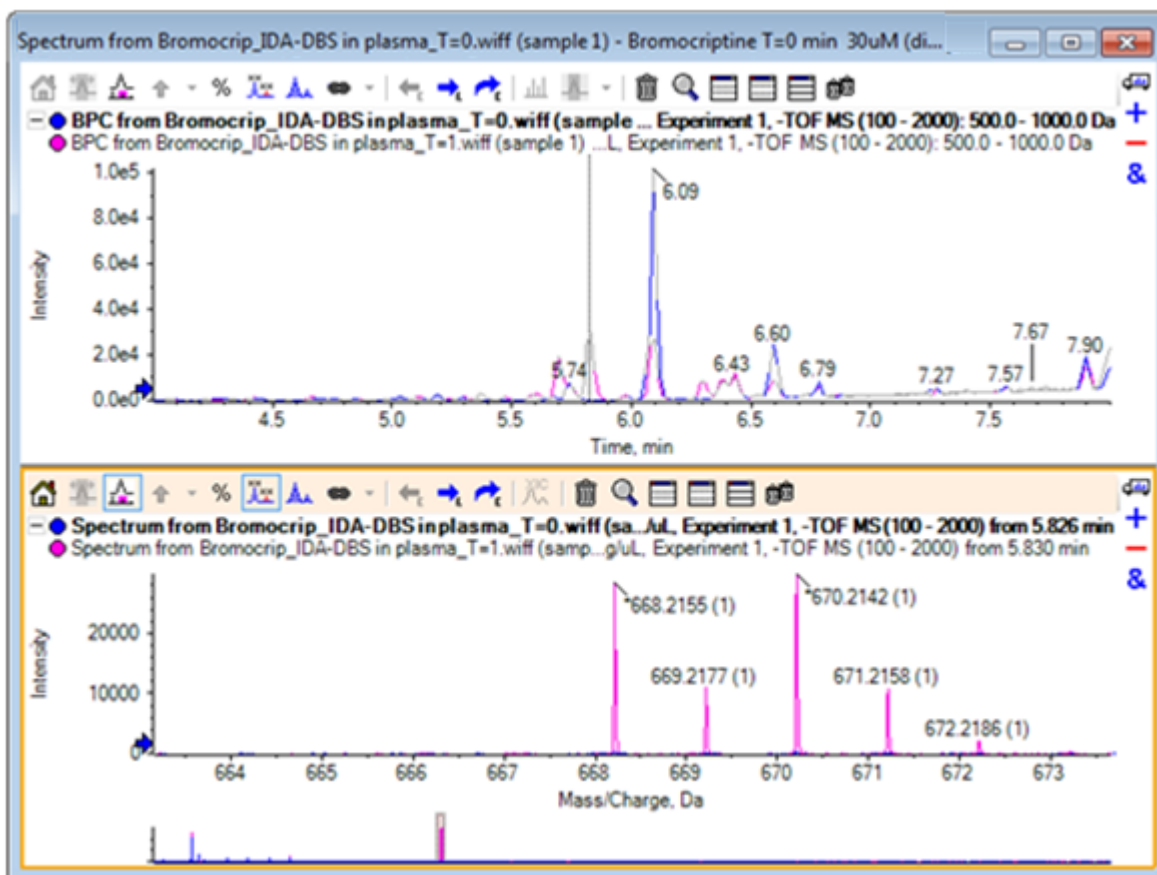 Spectrum from Bromocrip_IDA-DBS in plasma_T=0.wiff (sample 1) - Bromocriptine T=0 min 30uM (di...
%
BPC from Bromocrip_IDA-DBS in plasma_T=0.wiff (sample ... Experiment 1, -TOF MS (100 - 2000): 500.0 - 1000.0 Da
BPC from Bromocrip_IDA-DBS in plasma_T=1.wiff (sample 1) ...L, Experiment 1, -TOF MS (100 - 2000): 500.0 - 1000.0 Da
&
Intensity
1.0e5
8.0e4
6.0e4
4.0e4
2.0e4
0.0e0
5.74
6.09
6.43
6.60
6.79
7.27
7.57
7.67
7.90
4.5 5.0 5.5 6.0 6.5 7.0 7.5
Time, min
%
XIC
Spectrum from Bromocrip_IDA-DBS in plasma_T=0.wiff (sa.../uL, Experiment 1, -TOF MS (100 - 2000) from 5.826 min
Spectrum from Bromocrip_IDA-DBS in plasma_T=1.wiff (samp...g/uL, Experiment 1, -TOF MS (100 - 2000) from 5.830 min
&
Intensity
20000
10000
0
*668.2155 (1)
669.2177 (1)
*670.2142 (1)
671.2158 (1)
672.2186 (1)
664 665 666 667 668 669 670 671 672 673
Mass/Charge, Da